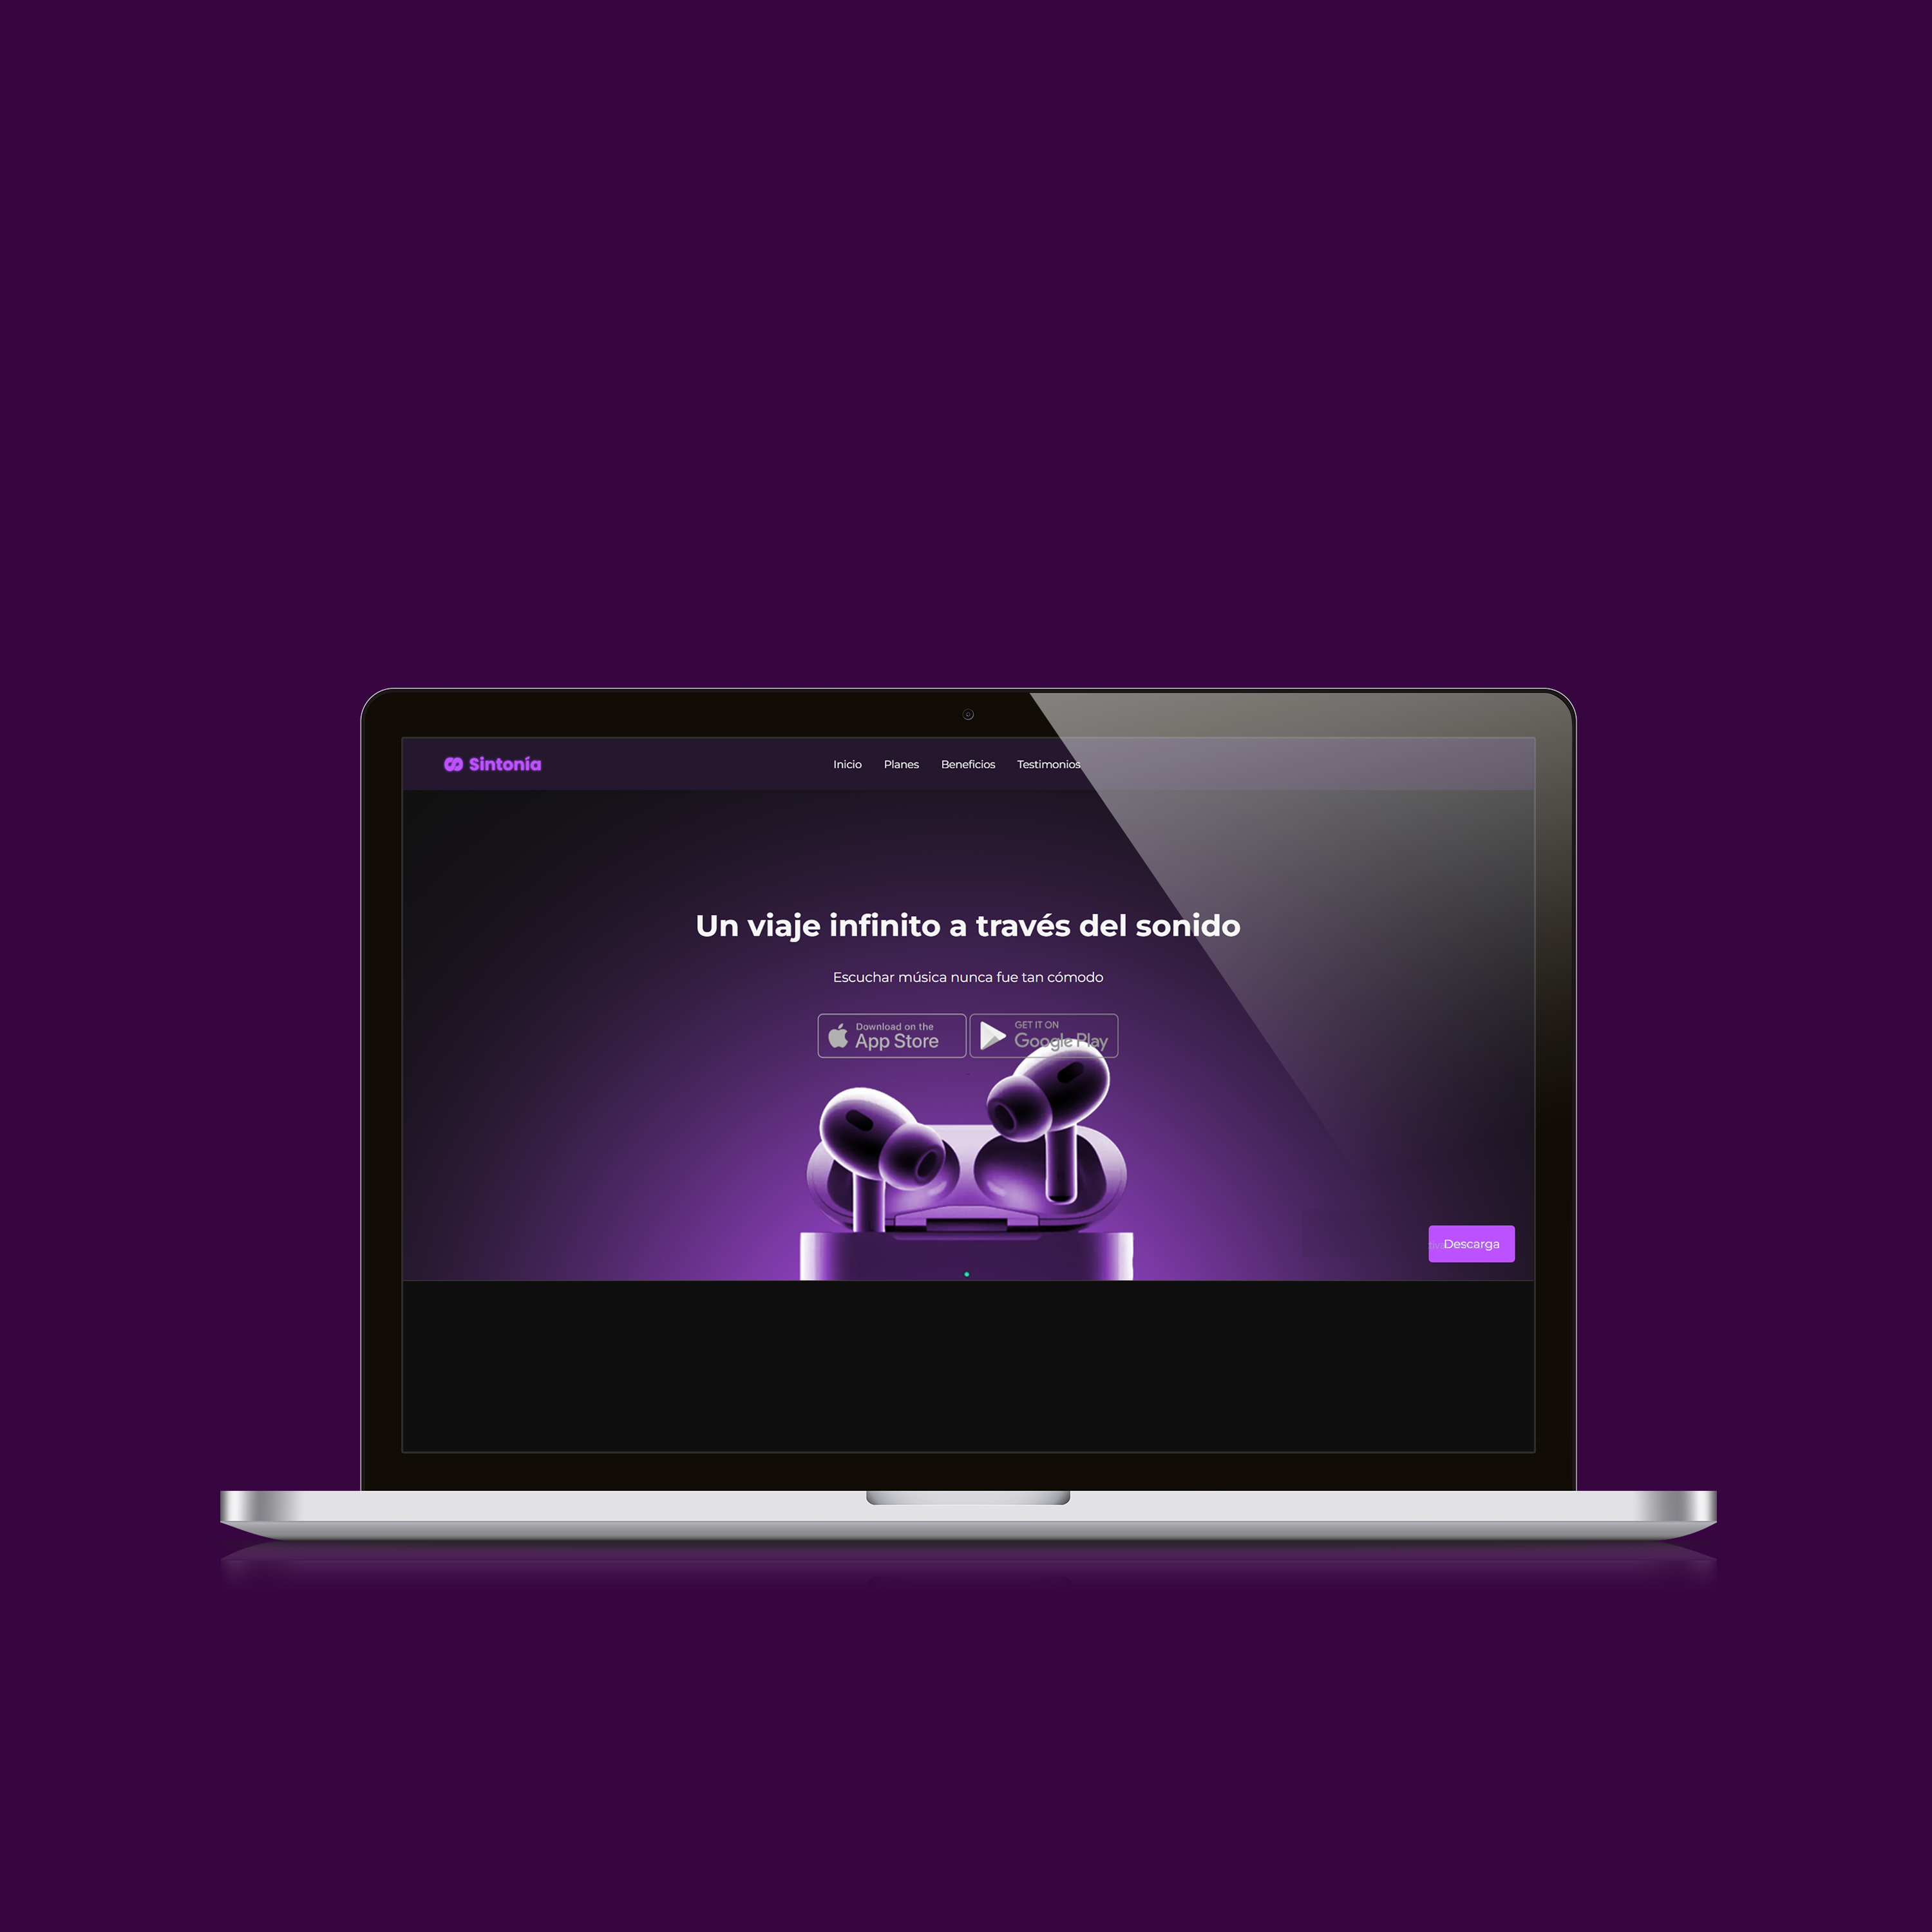 Sintonía
Inicio Planes Beneficios Testimonios
Un viaje infinito a través del sonido
Escuchar música nunca fue tan cómodo
Download on the
App Store
GET IT ON
Google Play
Descarga